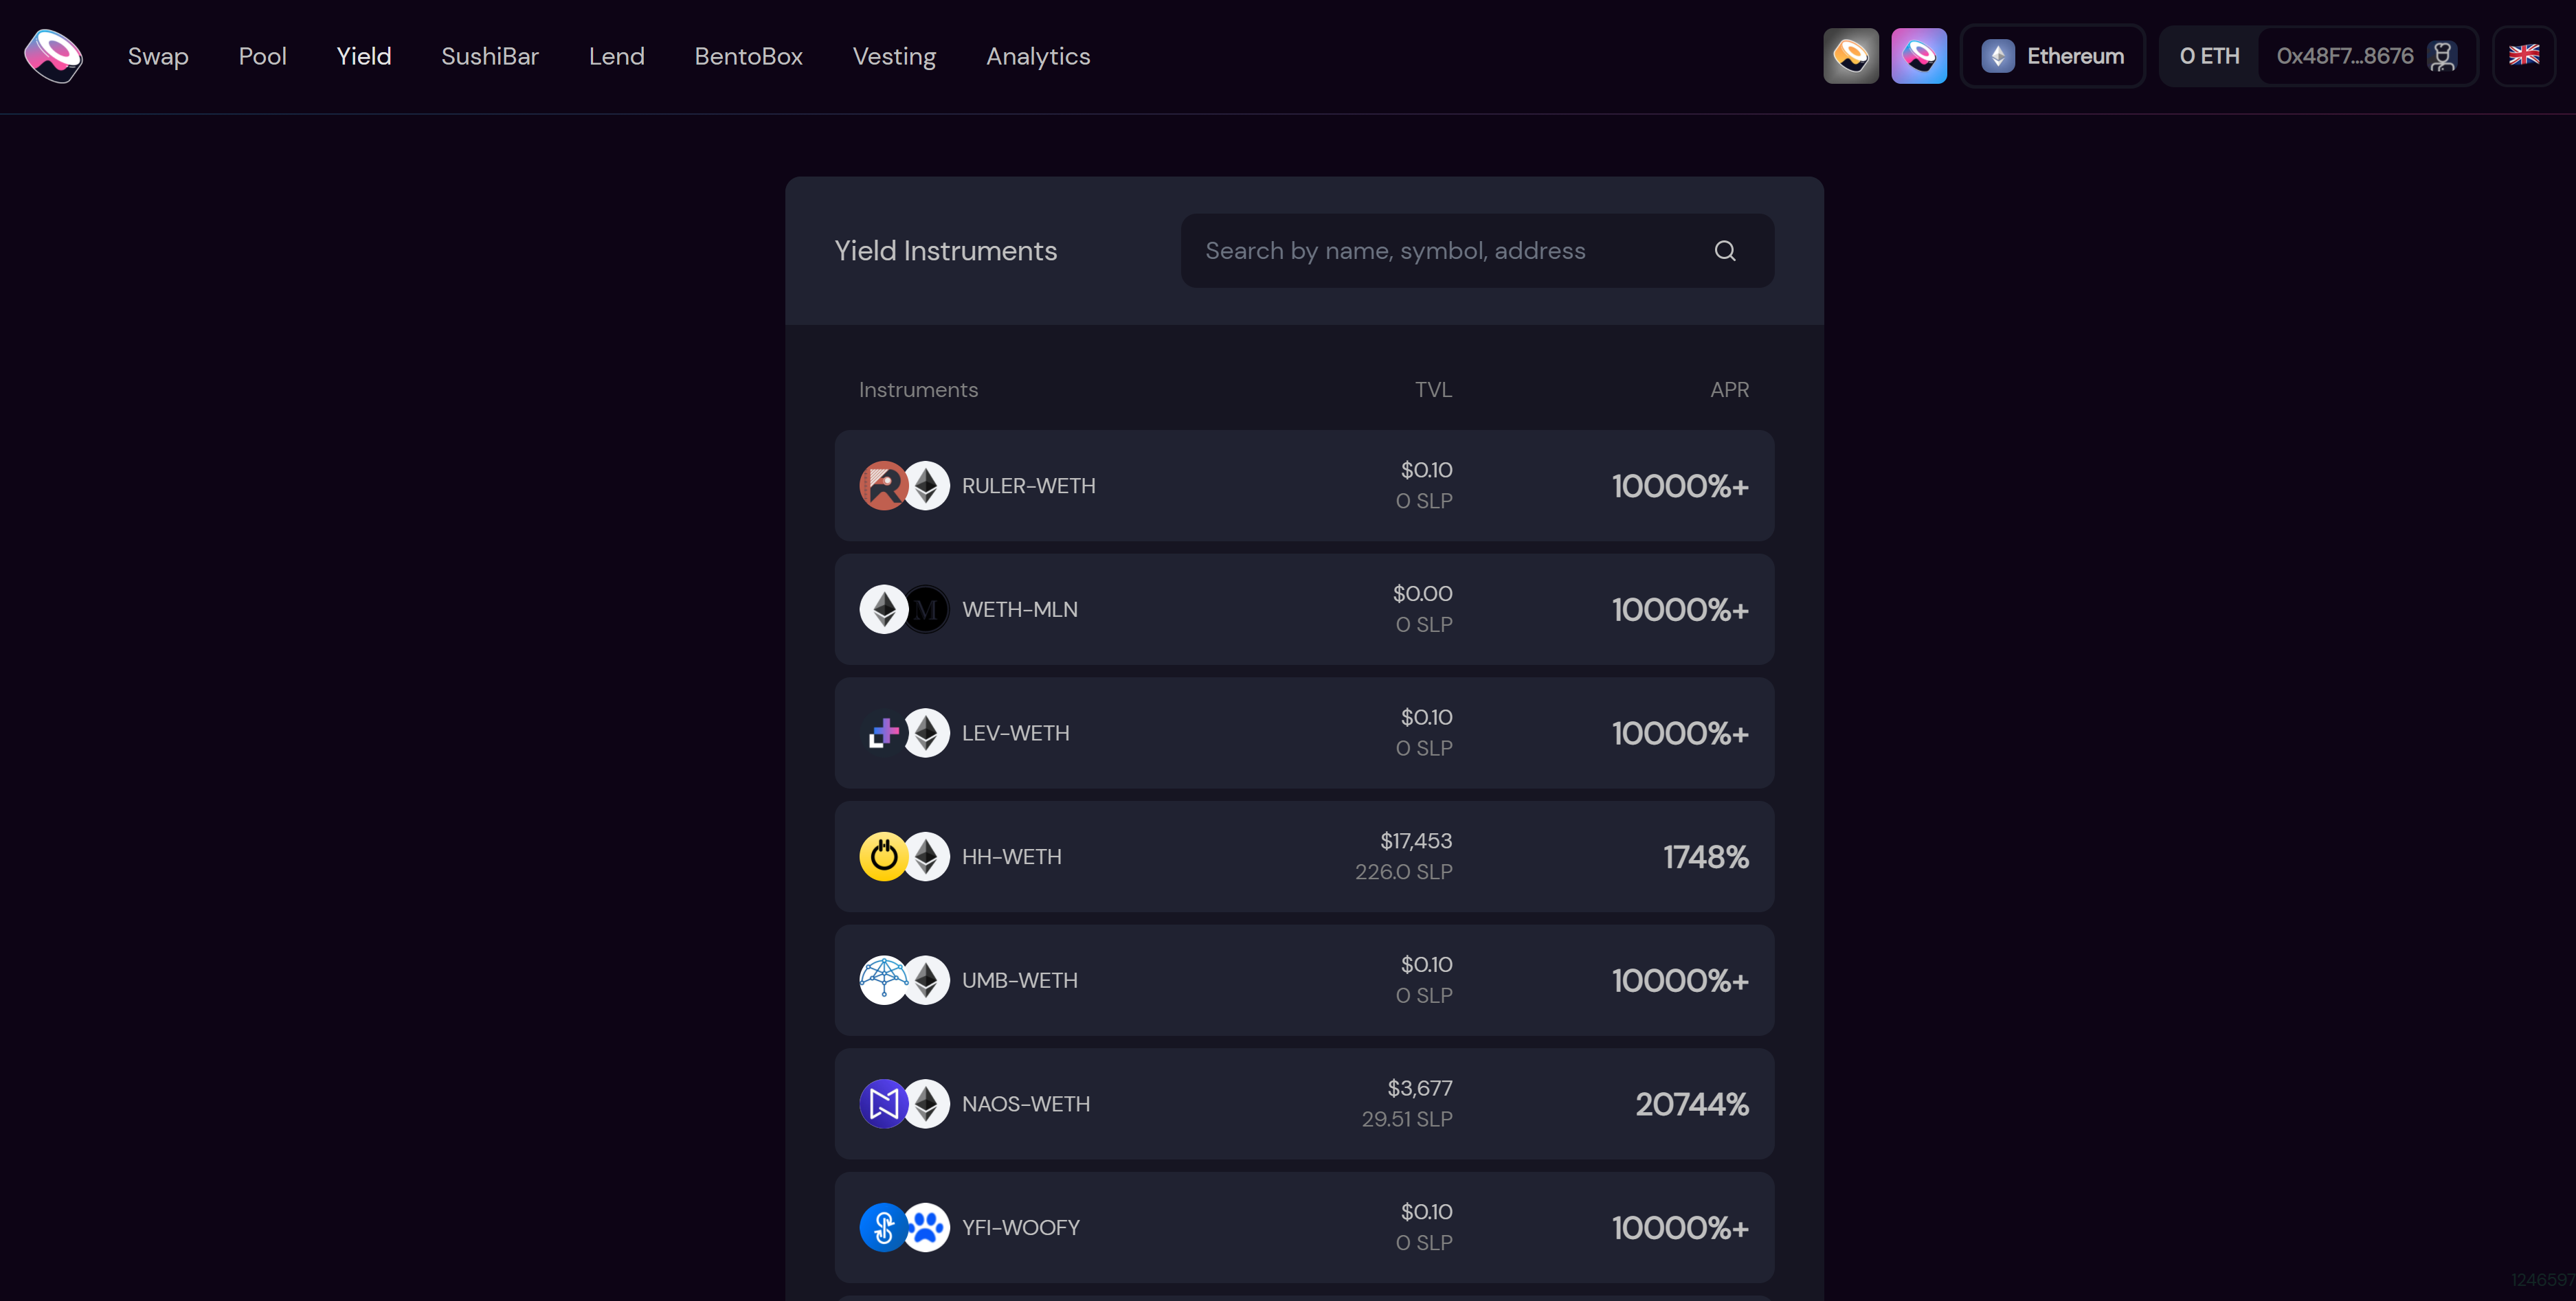 Swap Pool Yield SushiBar Lend BentoBox Vesting Analytics Ethereum 0 ETH 0x48F7...8676
Yield Instruments Search by name, symbol, address
Instruments TVL APR
RULER-WETH $0.10 10000%+
0 SLP
M WETH-MLN $0.00 10000%+
0 SLP
LEV-WETH $0.10 10000%+
0 SLP
HH-WETH $17,453 1748%
226.0 SLP
UMB-WETH $0.10 10000%+
0 SLP
NAOS-WETH $3,677 20744%
29.51 SLP
YFI-WOOFY $0.10 10000%+
0 SLP
1246597